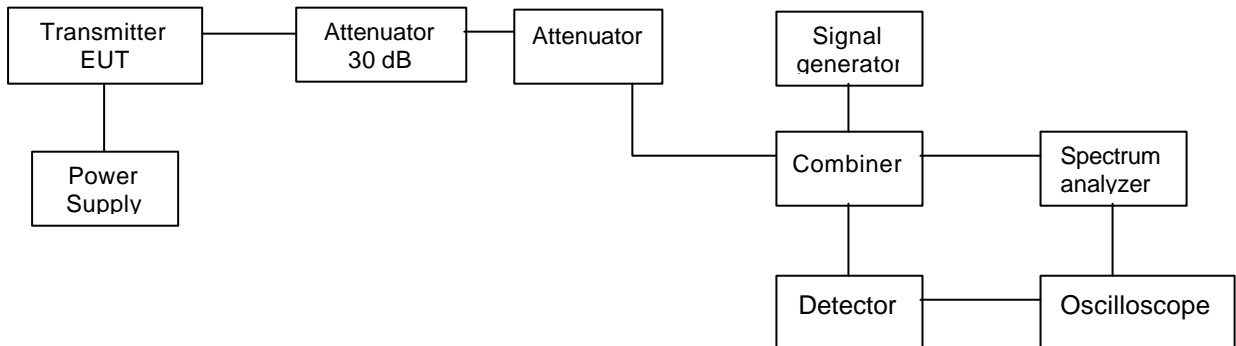 Transmitter
EUT
Attenuator
30 dB
Attenuator
Signal
generator
Power
Supply
Combiner
Spectrum
analyzer
Detector
Oscilloscope